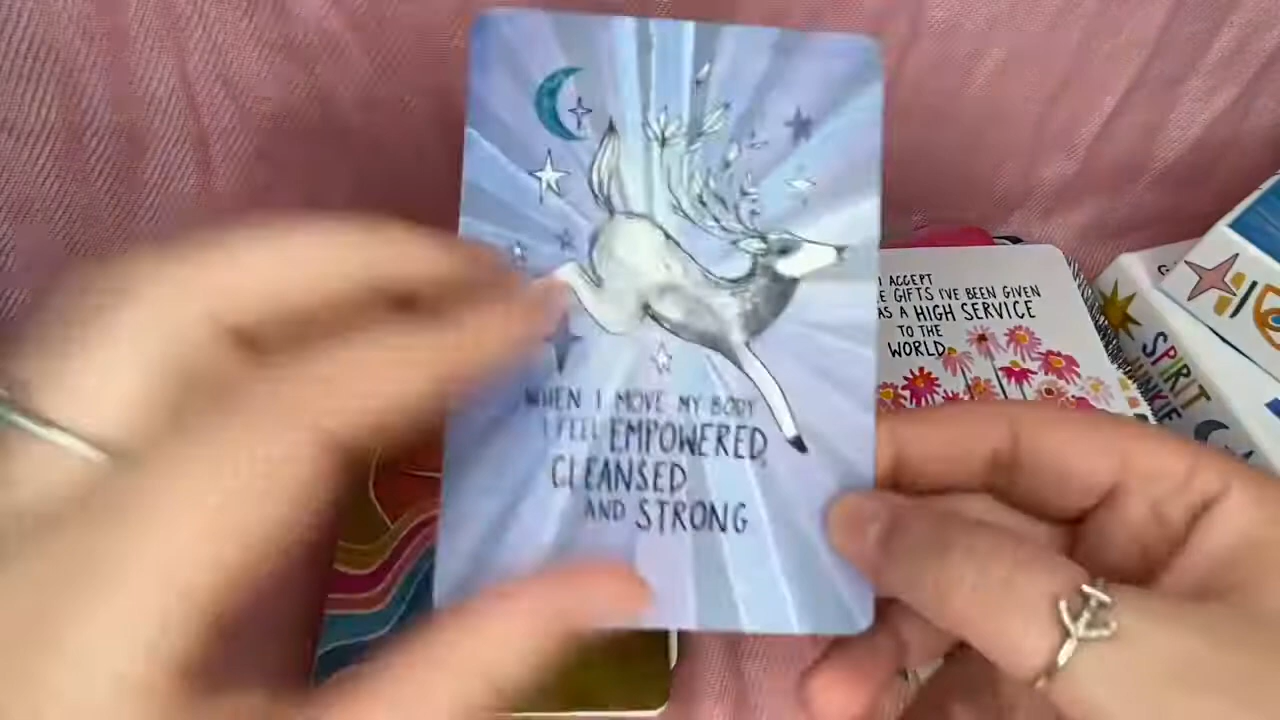 WHEN I MOVE MY BODY
I FEEL EMPOWERED,
CLEANSED
AND STRONG
I ACCEPT
GIFTS I'VE BEEN GIVEN
AS A HIGH SERVICE
TO THE
WORLD
SPIRIT
JUNKIE